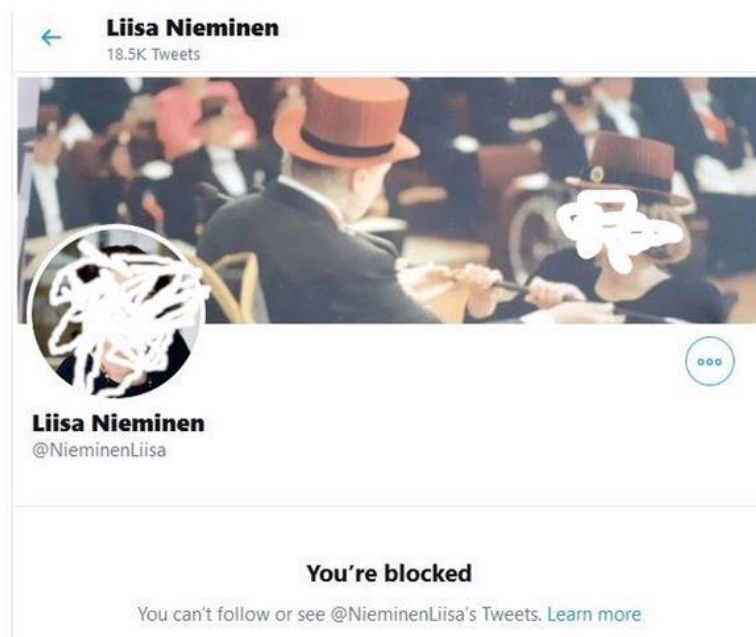 Liisa Nieminen
18.5K Tweets
Liisa Nieminen
@NieminenLiisa
You're blocked
You can't follow or see @NieminenLiisa's Tweets. Learn more